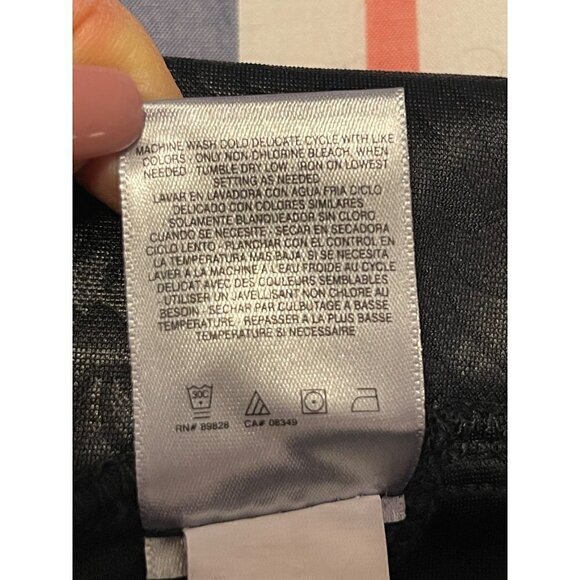 MACHINE WASH COLD DELICATE CYCLE WITH LIKE
COLORS - ONLY NON CHLORINE BLEACH, WHEN
NEEDED - TUMBLE DRY LOW - IRON ON LOWEST
SETTING AS NEEDED
LAVAR EN LAVADORA CON AGUA FRIA CICLO
DELICADO CON COLORES SIMILARES
SOLAMENTE BLANQUEADOR SIN CLORO
CUANDO SE NECESITE - SECAR EN SECADORA
CICLO LENTO - PLANCHAR CON EL CONTROL EN
LA TEMPERATURA MAS BAJA, SI SE NECESITA
LAVER A LA MACHINE A L'EAU FROIDE AU CYCLE
DELICAT AVEC DES COULEURS SEMBLABLES
- UTILISER UN JAVELLISANT NON CHLORE AU
BESOIN - SECHAR PAR CULBUTAGE A BASSE
TEMPERATURE - REPASSER A LA PLUS BASSE
TEMPERATURE SI NECESSAIRE
30C
RN# 89828 CA# 08349